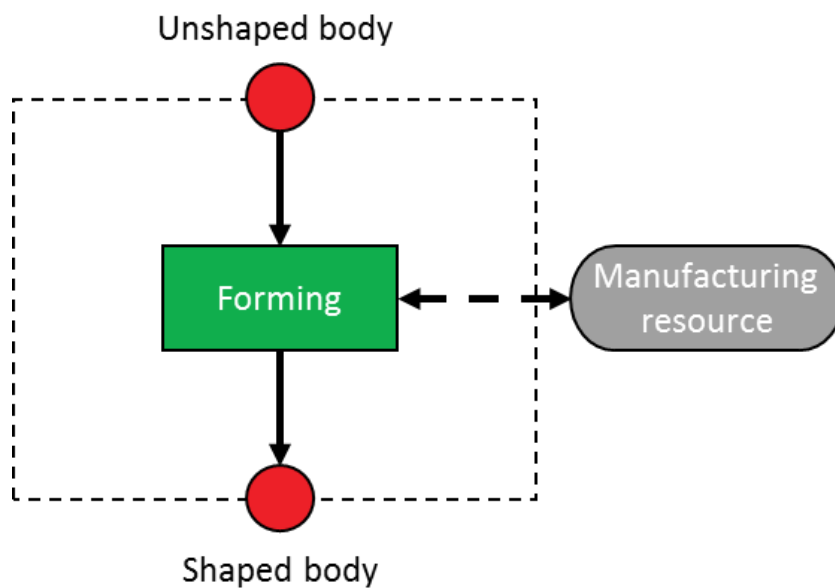 Unshaped body
Forming
Manufacturing
resource
Shaped body